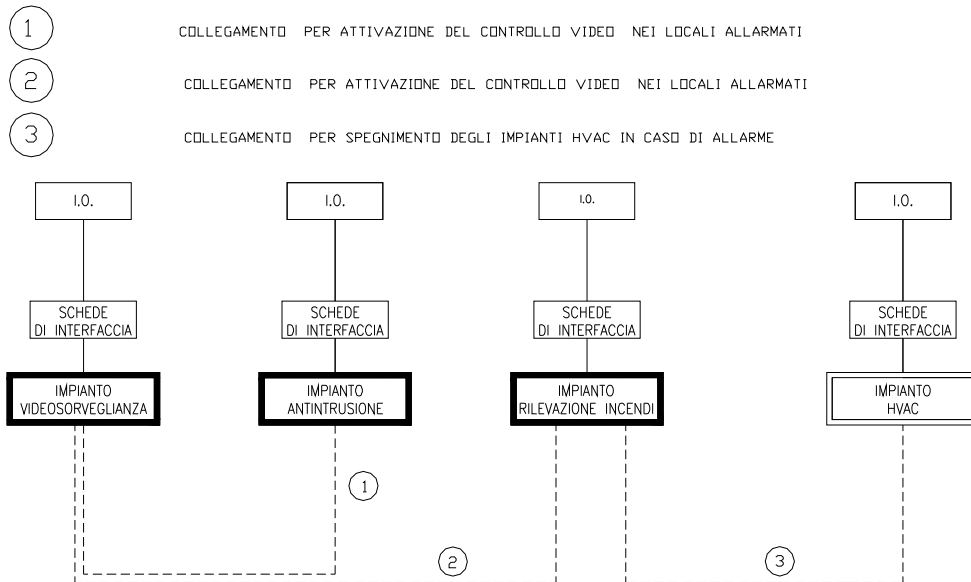 1
COLLEGAMENTO PER ATTIVAZIONE DEL CONTROLLO VIDEO NEI LOCALI ALLARMATI
2
COLLEGAMENTO PER ATTIVAZIONE DEL CONTROLLO VIDEO NEI LOCALI ALLARMATI
3
COLLEGAMENTO PER SPEGNIMENTO DEGLI IMPIANTI HVAC IN CASO DI ALLARME
I.O.
I.O.
I.O.
I.O.
SCHEDE
DI INTERFACCIA
SCHEDE
DI INTERFACCIA
SCHEDE
DI INTERFACCIA
SCHEDE
DI INTERFACCIA
IMPIANTO
VIDEOSORVEGLIANZA
IMPIANTO
ANTINTRUSIONE
IMPIANTO
RILEVAZIONE INCENDI
IMPIANTO
HVAC
1
2
3